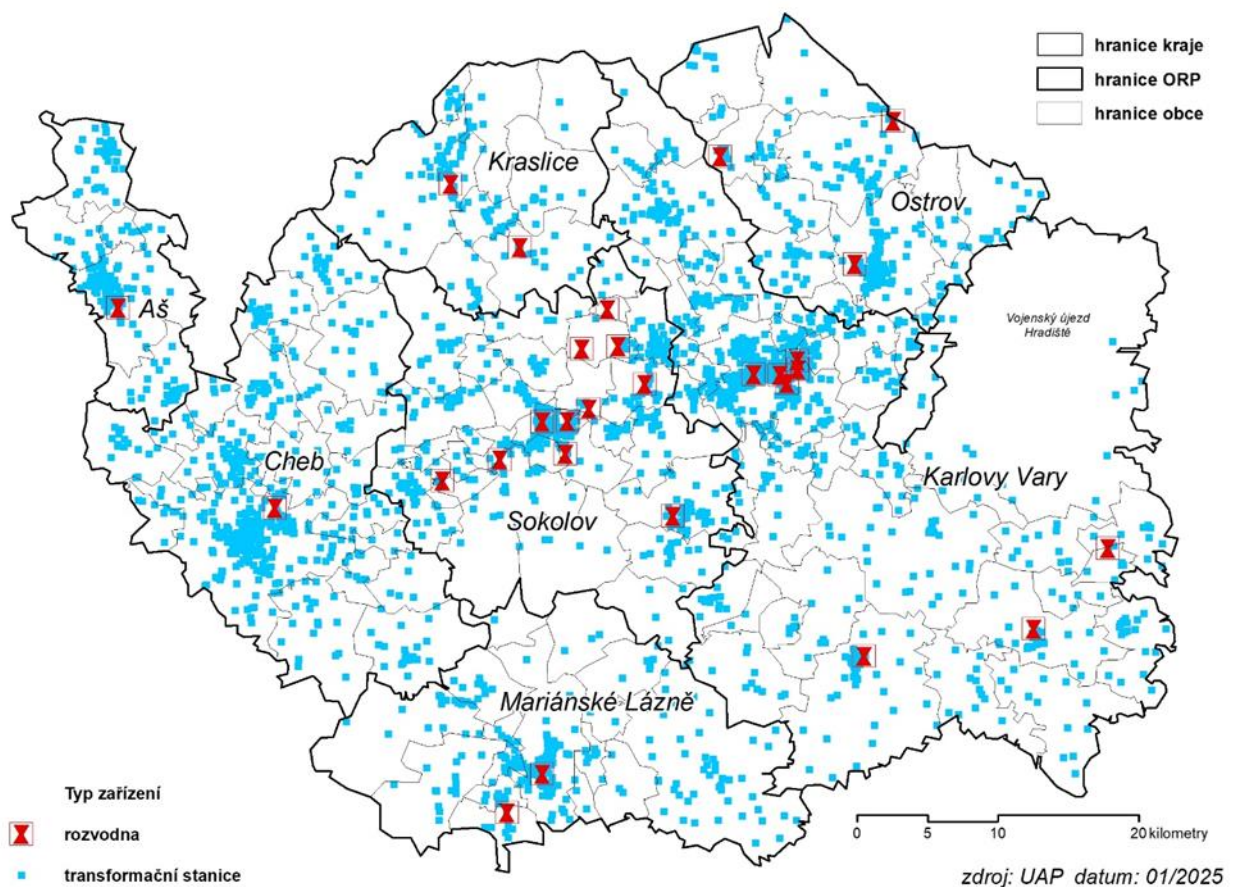 hranice kraje
hranice ORP
hranice obce
Kraslice
Ostrov
Aš
Vojenský újezd
Hradiště
Cheb
Karlovy Vary
Sokolov
Mariánské Lázně
Typ zařízení
rozvodna
transformační stanice
0 5 10 20 kilometry
zdroj: UAP datum: 01/2025